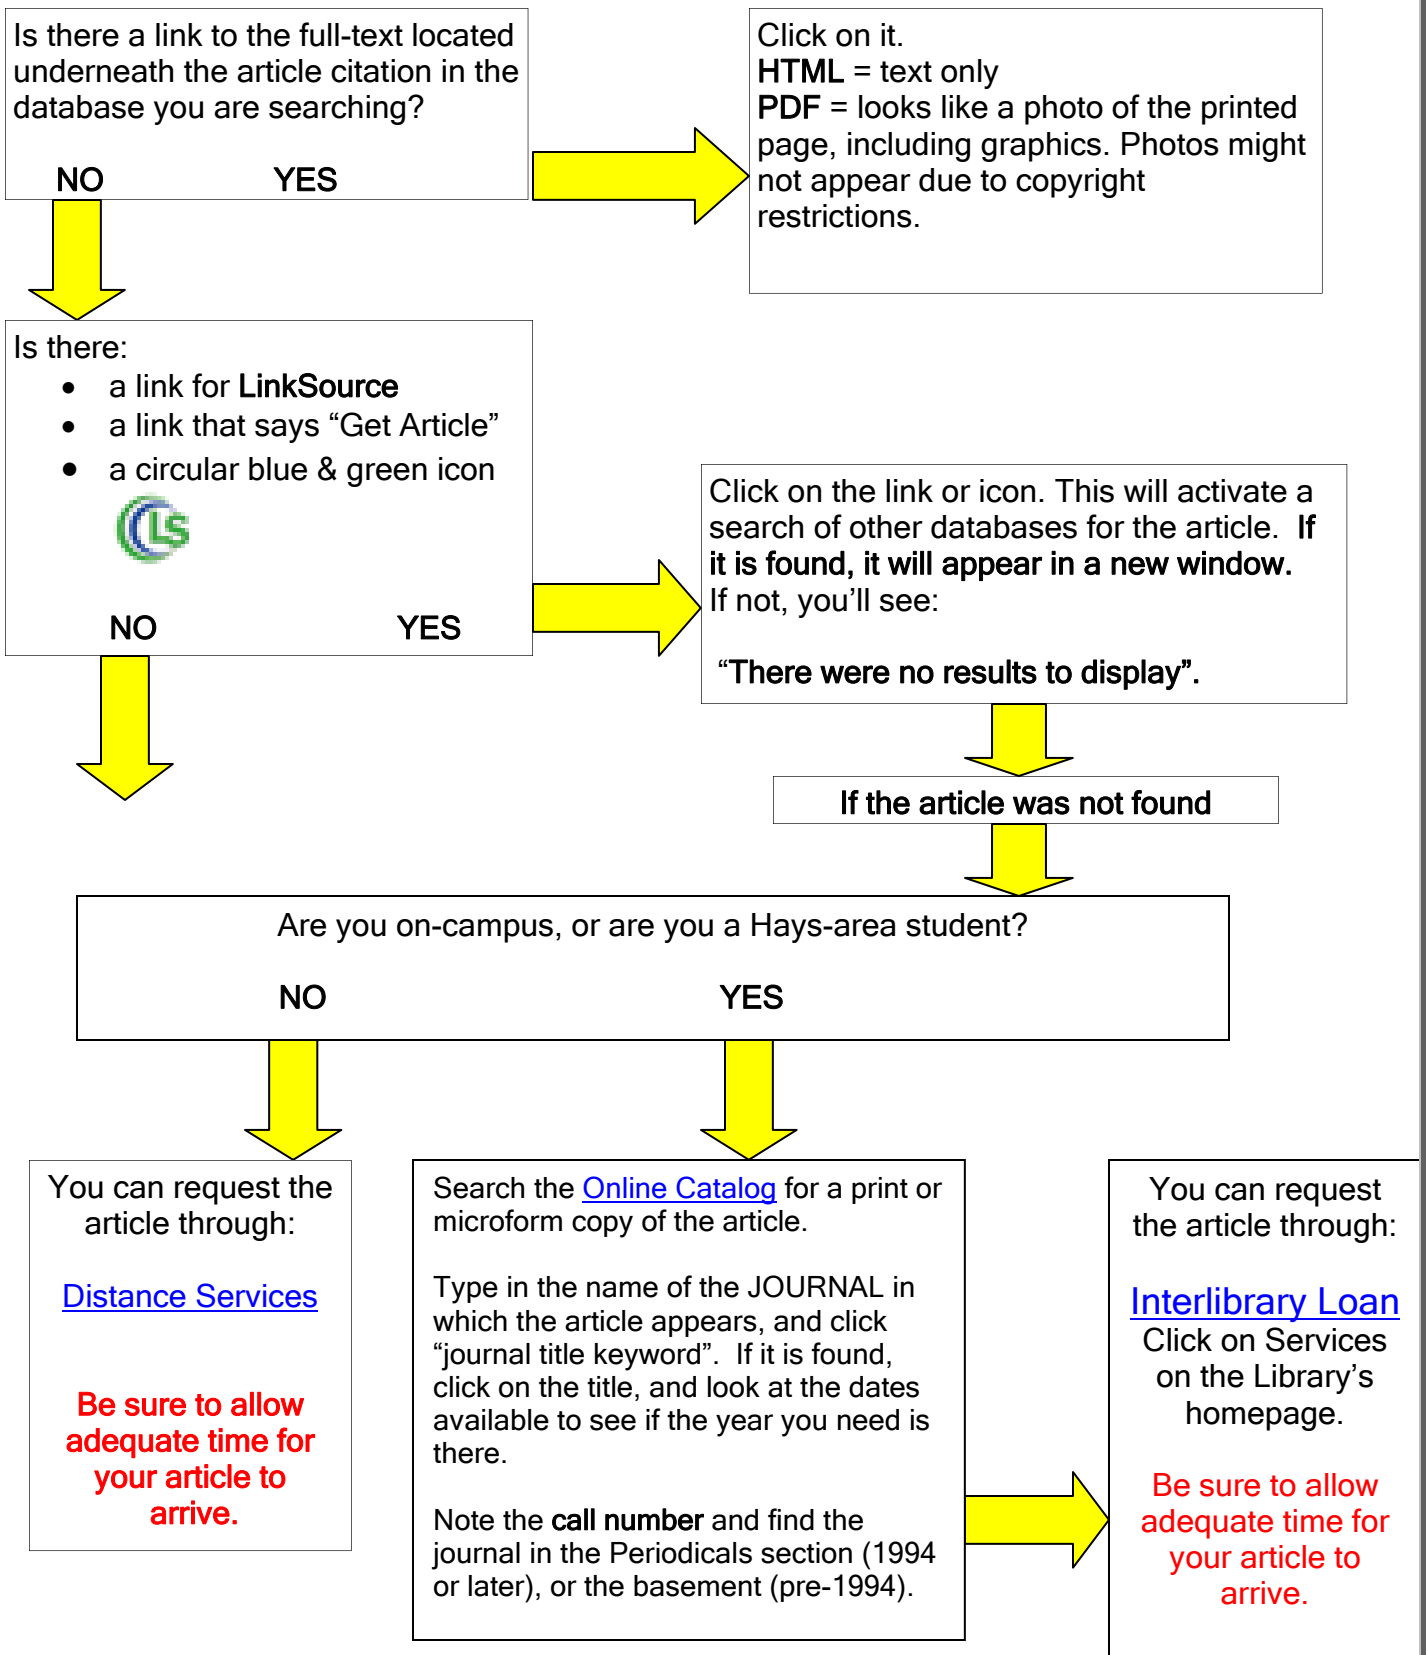 Is there a link to the full-text located
underneath the article citation in the
database you are searching?
NO YES
Click on it.
HTML = text only
PDF = looks like a photo of the printed
page, including graphics. Photos might
not appear due to copyright
restrictions.
Is there:
• a link for LinkSource
• a link that says “Get Article”
• a circular blue & green icon
LS
NO YES
Click on the link or icon. This will activate a
search of other databases for the article. If
it is found, it will appear in a new window.
If not, you’ll see:
“There were no results to display”.
If the article was not found
Are you on-campus, or are you a Hays-area student?
NO YES
You can request the
article through:
Distance Services
Be sure to allow
adequate time for
your article to
arrive.
Search the Online Catalog for a print or
microform copy of the article.
Type in the name of the JOURNAL in
which the article appears, and click
“journal title keyword”. If it is found,
click on the title, and look at the dates
available to see if the year you need is
there.
Note the call number and find the
journal in the Periodicals section (1994
or later), or the basement (pre-1994).
You can request
the article through:
Interlibrary Loan
Click on Services
on the Library’s
homepage.
Be sure to allow
adequate time for
your article to
arrive.